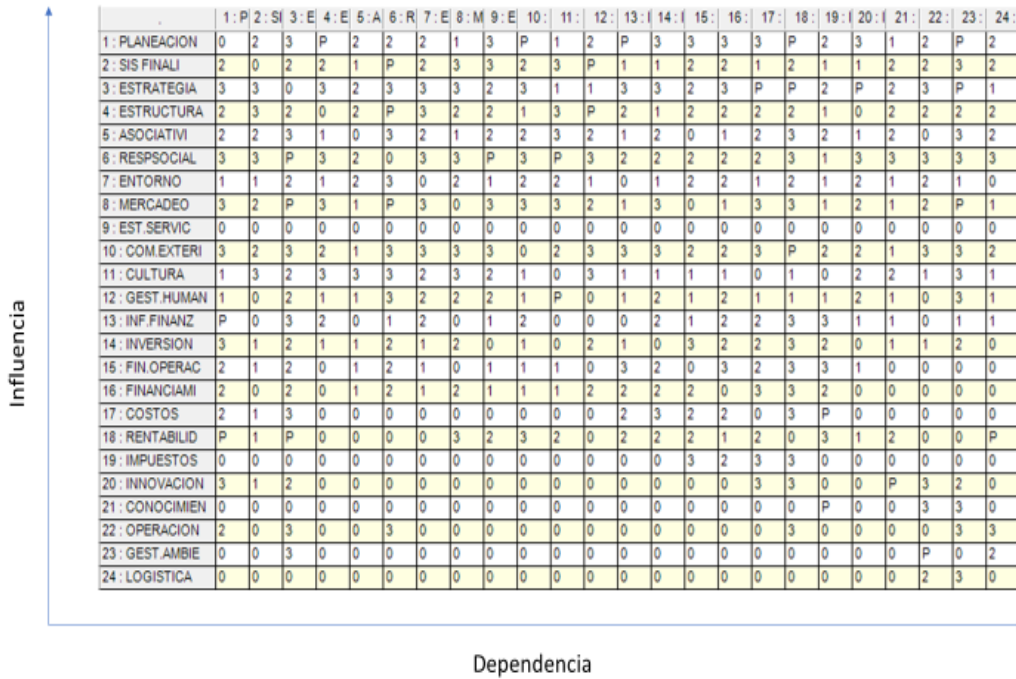 . 1 : P 2 : SI 3 : E 4 : E 5 : A 6 : R 7 : E 8 : M 9 : E 10 : 11 : 12 : 13 : I 14 : I 15 : 16 : 17 : 18 : 19 : I 20 : I 21 : 22 : 23 : 24 :
1 : PLANEACION 0 2 3 P 2 2 2 1 3 P 1 2 P 3 3 3 3 P 2 3 1 2 P 2
2 : SIS FINALI 2 0 2 2 1 P 2 3 3 2 3 P 1 1 2 2 1 2 1 1 2 2 3 2
3 : ESTRATEGIA 3 3 0 3 2 3 3 3 2 3 1 1 3 3 2 3 P P 2 P 2 3 P 1
4 : ESTRUCTURA 2 3 2 0 2 P 3 2 2 1 3 P 2 1 2 2 2 2 1 0 2 2 2 2
5 : ASOCIATIVI 2 2 3 1 0 3 2 1 2 2 3 2 1 2 0 1 2 3 2 1 2 0 3 2
6 : RESPSOCIAL 3 3 P 3 2 0 3 3 P 3 P 3 2 2 2 2 2 3 1 3 3 3 3 3
7 : ENTORNO 1 1 2 1 2 3 0 2 1 2 2 1 0 1 2 2 1 2 1 2 1 2 1 0
8 : MERCADEO 3 2 P 3 1 P 3 0 3 3 3 2 1 3 0 1 3 3 1 2 1 2 P 1
9 : EST.SERVIC 0 0 0 0 0 0 0 0 0 0 0 0 0 0 0 0 0 0 0 0 0 0 0 0
10 : COM.EXTERI 3 2 3 2 1 3 3 3 3 0 2 3 3 3 2 2 3 P 2 2 1 3 3 2
11 : CULTURA 1 3 2 3 3 3 2 3 2 1 0 3 1 1 1 1 0 1 0 2 2 1 3 1
12 : GEST.HUMAN 1 0 2 1 1 3 2 2 2 1 P 0 1 2 1 2 1 1 1 2 1 0 3 1
13 : INF.FINANZ P 0 3 2 0 1 2 0 1 2 0 0 0 2 1 2 2 3 3 1 1 0 1 1
14 : INVERSION 3 1 2 1 1 2 1 2 0 1 0 2 1 0 3 2 2 3 2 0 1 1 2 0
15 : FIN.OPERAC 2 1 2 0 1 2 1 0 1 1 1 0 3 2 0 3 2 3 3 1 0 0 0 0
16 : FINANCIAMI 2 0 2 0 1 2 1 2 1 1 1 2 2 2 2 0 3 3 2 0 0 0 0 0
17 : COSTOS 2 1 3 0 0 0 0 0 0 0 0 0 2 3 2 2 0 3 P 0 0 0 0 0
18 : RENTABILID P 1 P 0 0 0 0 3 2 3 2 0 2 2 2 1 2 0 3 1 2 0 0 P
19 : IMPUESTOS 0 0 0 0 0 0 0 0 0 0 0 0 0 0 3 2 3 3 0 0 0 0 0 0
20 : INNOVACION 3 1 2 0 0 0 0 0 0 0 0 0 0 0 0 0 3 3 0 0 P 3 2 0
21 : CONOCIMIEN 0 0 0 0 0 0 0 0 0 0 0 0 0 0 0 0 0 0 P 0 0 3 3 0
22 : OPERACION 2 0 3 0 0 3 0 0 0 0 0 0 0 0 0 0 0 3 0 0 0 0 3 3
23 : GEST.AMBIE 0 0 3 0 0 0 0 0 0 0 0 0 0 0 0 0 0 0 0 0 0 P 0 2
24 : LOGISTICA 0 0 0 0 0 0 0 0 0 0 0 0 0 0 0 0 0 0 0 0 0 2 3 0
Influencia
Dependencia